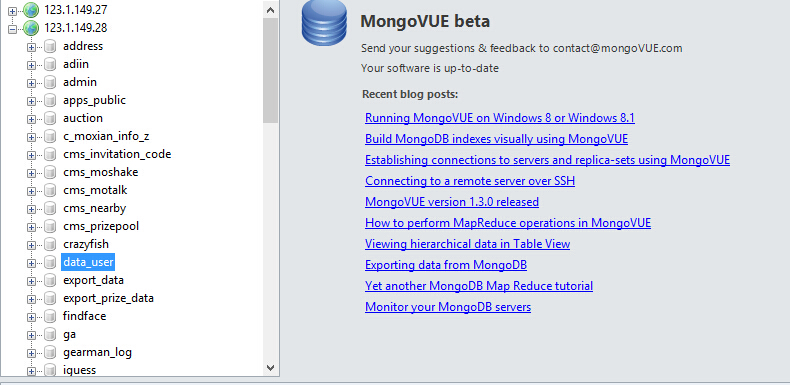 123.1.149.27
123.1.149.28
address
adiin
admin
apps_public
auction
c_moxian_info_z
cms_invitation_code
cms_moshake
cms_motalk
cms_nearby
cms_prizepool
crazyfish
data_user
export_data
export_prize_data
findface
ga
gearman_log
iguess
MongoVUE beta
Send your suggestions & feedback to contact@mongoVUE.com
Your software is up-to-date
Recent blog posts:
Running MongoVUE on Windows 8 or Windows 8.1
Build MongoDB indexes visually using MongoVUE
Establishing connections to servers and replica-sets using MongoVUE
Connecting to a remote server over SSH
MongoVUE version 1.3.0 released
How to perform MapReduce operations in MongoVUE
Viewing hierarchical data in Table View
Exporting data from MongoDB
Yet another MongoDB Map Reduce tutorial
Monitor your MongoDB servers